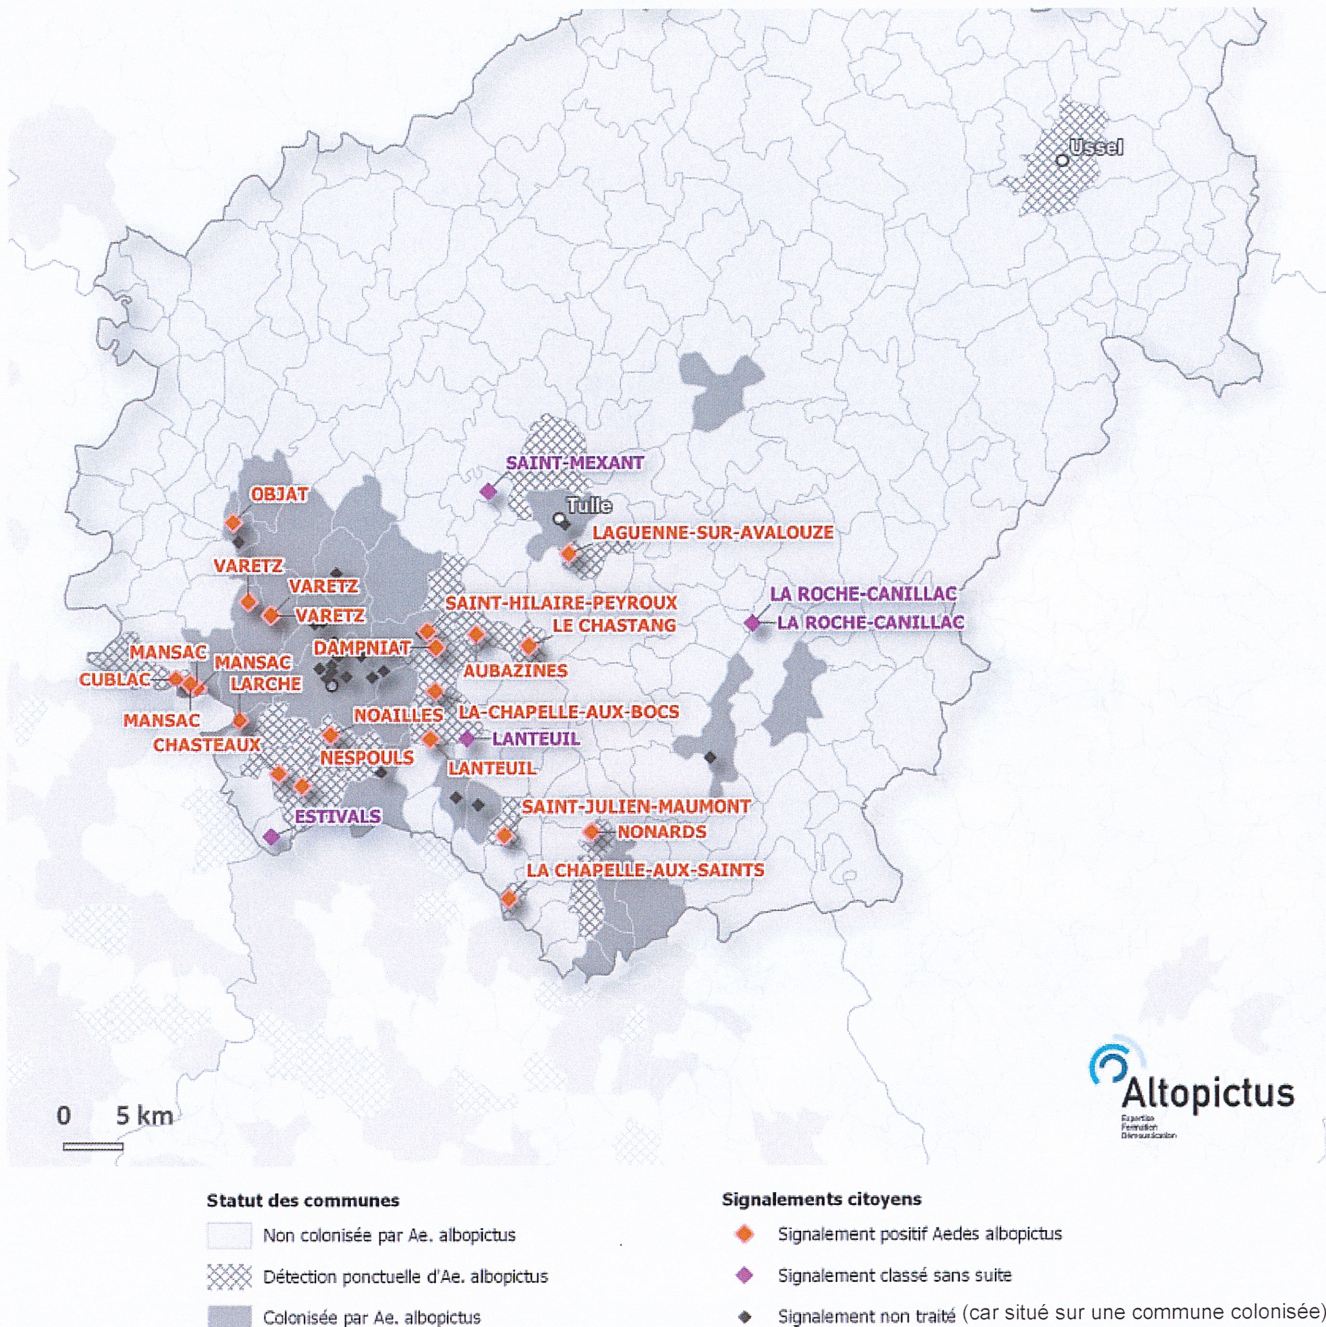 Ussel
SAINT-MEXANT
OBJAT
Tulle
LAGUENNE-SUR-AVALOUZE
VARETZ
VARETZ
LA ROCHE-CANILLAC
SAINT-HILAIRE-PEYROUX
VARETZ
LE CHASTANG
LA ROCHE-CANILLAC
DAMPNIAT
MANSAC
MANSAC
AUBAZINES
CUBLAC
LARCHE
MANSAC
NOAILLES
LA-CHAPELLE-AUX-BOCS
CHASTEAUX
LANTEUIL
NESPOULS
LANTEUIL
SAINT-JULIEN-MAUMONT
ESTIVALS
NONARDS
LA CHAPELLE-AUX-SAINTS
0 5 km
Altopictus
Expertise
Formation
Démoustication
Statut des communes
Non colonisée par Ae. albopictus
Détection ponctuelle d'Ae. albopictus
Colonisée par Ae. albopictus
Signalements citoyens
Signalement positif Aedes albopictus
Signalement classé sans suite
Signalement non traité (car situé sur une commune colonisée)